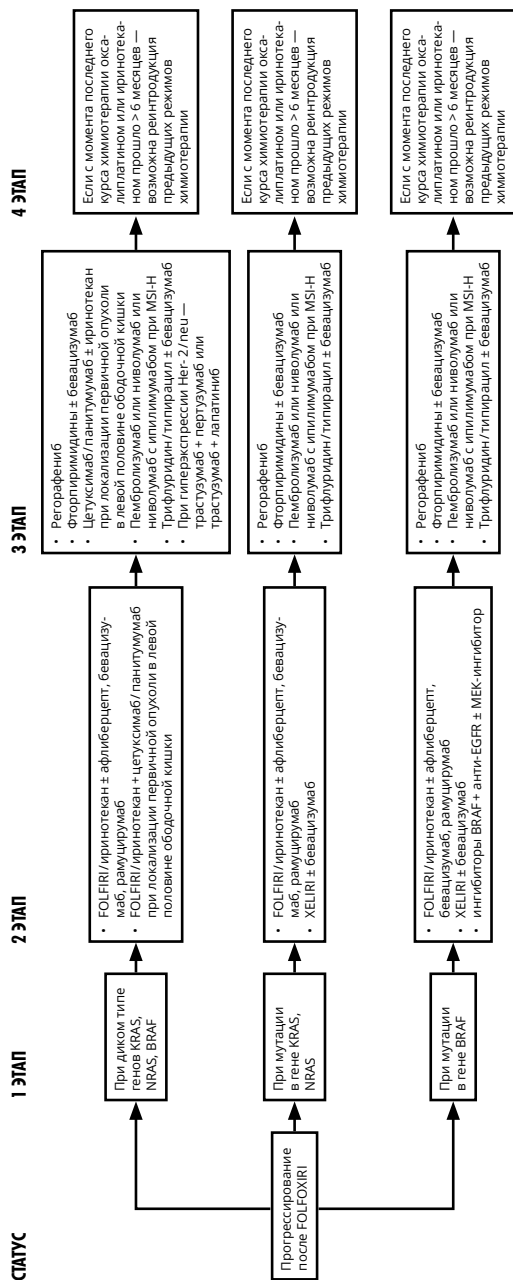 СТАТУС
1 ЭТАП
2 ЭТАП
3 ЭТАП
4 ЭТАП
Прогрессирование
после FOLFOXIRI
При диком типе
генов KRAS,
NRAS, BRAF
• FOLFIRI/иринотекан ± афлиберцепт, бевацизу-
маб, рамуцирумаб
• FOLFIRI/иринотекан + цетуксимаб/панитумумаб
при локализации первичной опухоли в левой
половине ободочной кишки
• Регорафениб
• Фторпиримидины ± бевацизумаб
• Цетуксимаб/панитумумаб ± иринотекан
при локализации первичной опухоли
в левой половине ободочной кишки
• Пембролизумаб или ниволумаб или
ниволумаб с ипилимумабом при MSI-H
• Трифлуридин/типирацил ± бевацизумаб
• При гиперэкспрессии Her-2/neu —
трастузумаб + пертузумаб или
трастузумаб + лапатиниб
Если с момента последнего
курса химиотерапии окса-
липлатином или иринотека-
ном прошло > 6 месяцев —
возможна реинтродукция
предыдущих режимов
химиотерапии
При мутации
в гене KRAS,
NRAS
• FOLFIRI/иринотекан ± афлиберцепт, бевацизу-
маб, рамуцирумаб
• XELIRI ± бевацизумаб
• Регорафениб
• Фторпиримидины ± бевацизумаб
• Пембролизумаб или ниволумаб или
ниволумаб с ипилимумабом при MSI-H
• Трифлуридин/типирацил ± бевацизумаб
Если с момента последнего
курса химиотерапии окса-
липлатином или иринотека-
ном прошло > 6 месяцев —
возможна реинтродукция
предыдущих режимов
химиотерапии
При мутации
в гене BRAF
• FOLFIRI/иринотекан ± афлиберцепт,
бевацизумаб, рамуцирумаб
• XELIRI ± бевацизумаб
• ингибиторы BRAF + анти-EGFR ± MEK-ингибитор
• Регорафениб
• Фторпиримидины ± бевацизумаб
• Пембролизумаб или ниволумаб или
ниволумаб с ипилимумабом при MSI-H
• Трифлуридин/типирацил ± бевацизумаб
Если с момента последнего
курса химиотерапии окса-
липлатином или иринотека-
ном прошло > 6 месяцев —
возможна реинтродукция
предыдущих режимов
химиотерапии